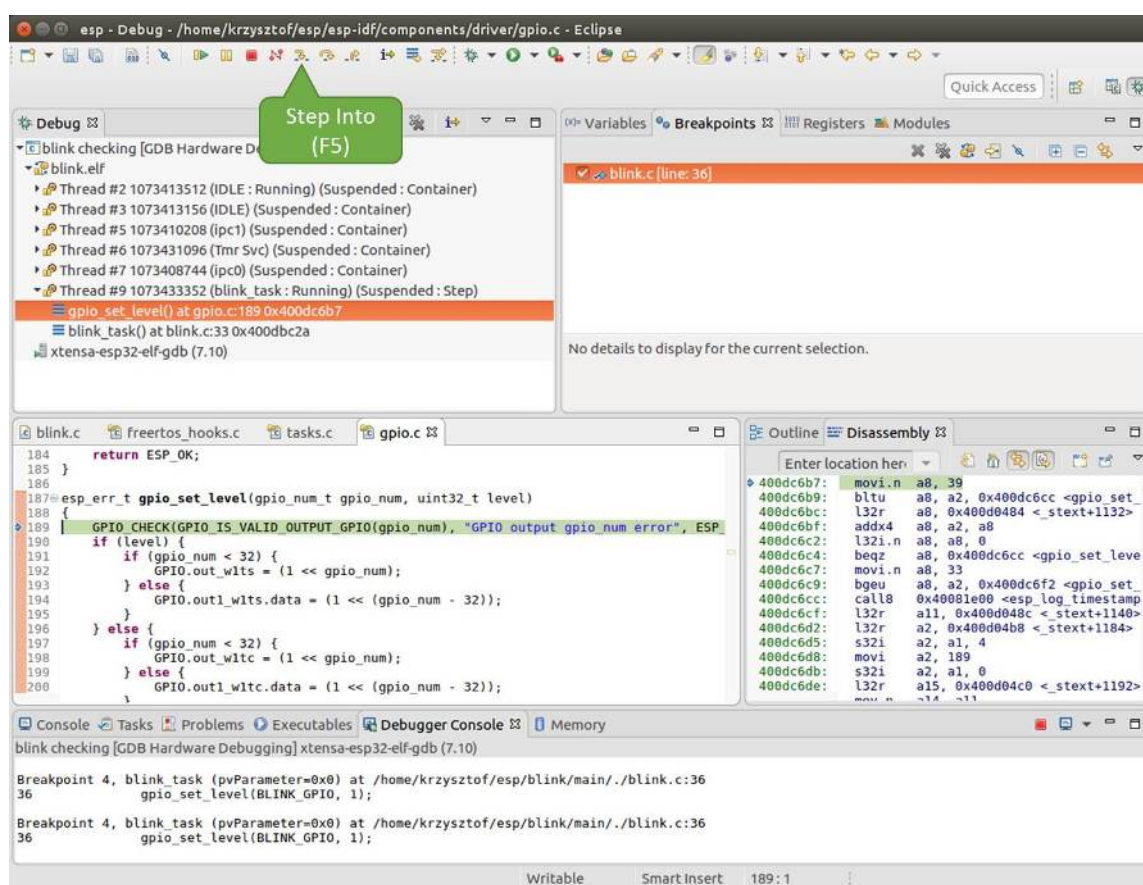 esp - Debug - /home/krzysztof/esp/esp-idf/components/driver/gpio.c - Eclipse
Quick Access
Step Into
(F5)
Debug
blink checking [GDB Hardware De
blink.elf
Thread #2 1073413512 (IDLE : Running) (Suspended : Container)
Thread #3 1073413156 (IDLE) (Suspended : Container)
Thread #5 1073410208 (ipc1) (Suspended : Container)
Thread #6 1073431096 (Tmr Svc) (Suspended : Container)
Thread #7 1073408744 (ipc0) (Suspended : Container)
Thread #9 1073433352 (blink_task : Running) (Suspended : Step)
gpio_set_level() at gpio.c:189 0x400dc6b7
blink_task() at blink.c:33 0x400dbc2a
xtensa-esp32-elf-gdb (7.10)
(x)= Variables Breakpoints Registers Modules
blink.c [line: 36]
No details to display for the current selection.
blink.c freertos_hooks.c tasks.c gpio.c
184 return ESP_OK;
185 }
186
187 esp_err_t gpio_set_level(gpio_num_t gpio_num, uint32_t level)
188 {
189 GPIO_CHECK(GPIO_IS_VALID_OUTPUT_GPIO(gpio_num), "GPIO output gpio_num error", ESP_
190 if (level) {
191 if (gpio_num < 32) {
192 GPIO.out_w1ts = (1 << gpio_num);
193 } else {
194 GPIO.out1_w1ts.data = (1 << (gpio_num - 32));
195 }
196 } else {
197 if (gpio_num < 32) {
198 GPIO.out_w1tc = (1 << gpio_num);
199 } else {
200 GPIO.out1_w1tc.data = (1 << (gpio_num - 32));
}
Outline Disassembly
Enter location her
400dc6b7: movi.n a8, 39
400dc6b9: bltu a8, a2, 0x400dc6cc <gpio_set_
400dc6bc: l32r a8, 0x400d0484 <_stext+1132>
400dc6bf: addx4 a8, a2, a8
400dc6c2: l32i.n a8, a8, 0
400dc6c4: beqz a8, 0x400dc6cc <gpio_set_leve
400dc6c7: movi.n a8, 33
400dc6c9: bgeu a8, a2, 0x400dc6f2 <gpio_set_
400dc6cc: call8 0x40081e00 <esp_log_timestamp
400dc6cf: l32r a11, 0x400d048c <_stext+1140>
400dc6d2: l32r a2, 0x400d04b8 <_stext+1184>
400dc6d5: s32i a2, a1, 4
400dc6d8: movi a2, 189
400dc6db: s32i a2, a1, 0
400dc6de: l32r a15, 0x400d04c0 <_stext+1192>
mov.n a14, a11
Console Tasks Problems Executables Debugger Console Memory
blink checking [GDB Hardware Debugging] xtensa-esp32-elf-gdb (7.10)
Breakpoint 4, blink_task (pvParameter=0x0) at /home/krzysztof/esp/blink/main/./blink.c:36
36 gpio_set_level(BLINK_GPIO, 1);
Breakpoint 4, blink_task (pvParameter=0x0) at /home/krzysztof/esp/blink/main/./blink.c:36
36 gpio_set_level(BLINK_GPIO, 1);
Writable Smart Insert 189 : 1